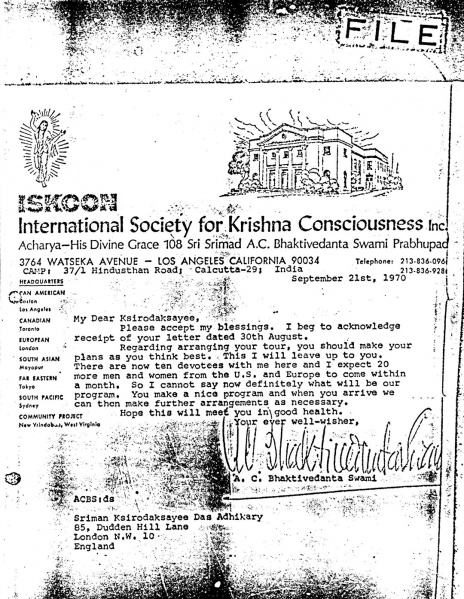 FILE
ISKCON
International Society for Krishna Consciousness Inc.
Acharya—His Divine Grace 108 Sri Srimad A.C. Bhaktivedanta Swami Prabhupad
3764 WATSEKA AVENUE — LOS ANGELES CALIFORNIA 90034 Telephone: 213-836-096
CAMP: 37/1 Hindusthan Road; Calcutta-29; India 213-836-928
September 21st, 1970
HEADQUARTERS
PAN AMERICAN
Los Angeles
CANADIAN
Toronto
EUROPEAN
London
SOUTH ASIAN
Mayapur
FAR EASTERN
Tokyo
SOUTH PACIFIC
Sydney
COMMUNITY PROJECT
New Vrindaban, West Virginia
My Dear Ksirodaksayee,
Please accept my blessings. I beg to acknowledge
receipt of your letter dated 30th August.
Regarding arranging your tour, you should make your
plans as you think best. This I will leave up to you.
There are now ten devotees with me here and I expect 20
more men and women from the U.S. and Europe to come within
a month. So I cannot say now definitely what will be our
program. You make a nice program and when you arrive we
can then make further arrangements as necessary.
Hope this will meet you in good health.
Your ever well-wisher,
A. C. Bhaktivedanta Swami
ACBS:ds
Sriman Ksirodaksayee Das Adhikary
85, Dudden Hill Lane
London N.W. 10
England